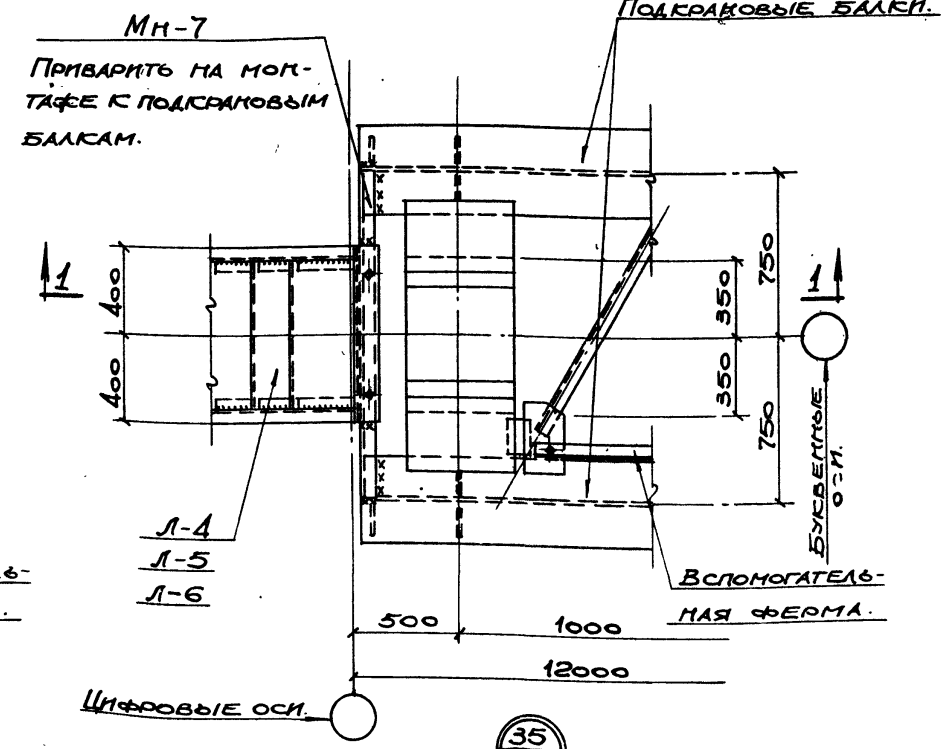 Подкрановые балки.
Мн-7
Приварить на мон-
таже к подкрановым
балкам.
1
1
400
400
750
350
350
750
Буквенные
оси.
Л-4
Л-5
Л-6
ль-
.
Вспомогатель-
ная ферма.
500
1000
12000
Цифровые оси.
35